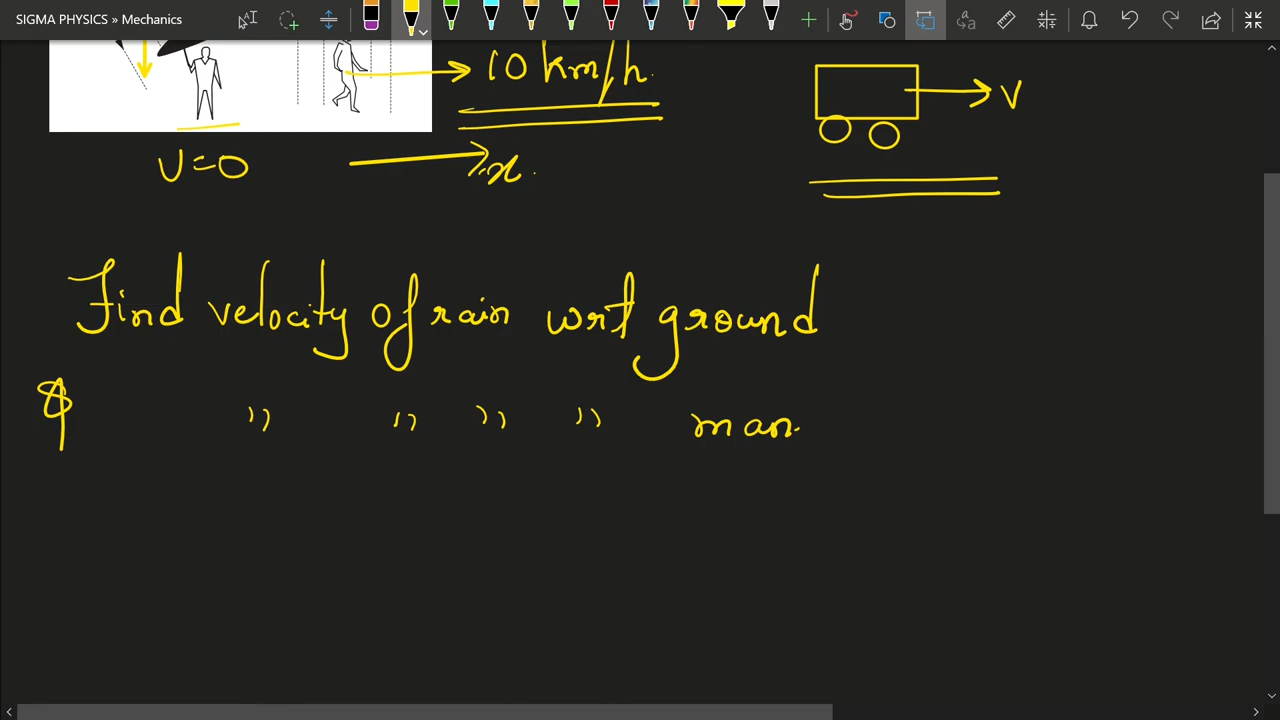 SIGMA PHYSICS » Mechanics
10 km/h.
V
V=0
x.
Find velocity of rain wrt ground
& " " " " man.